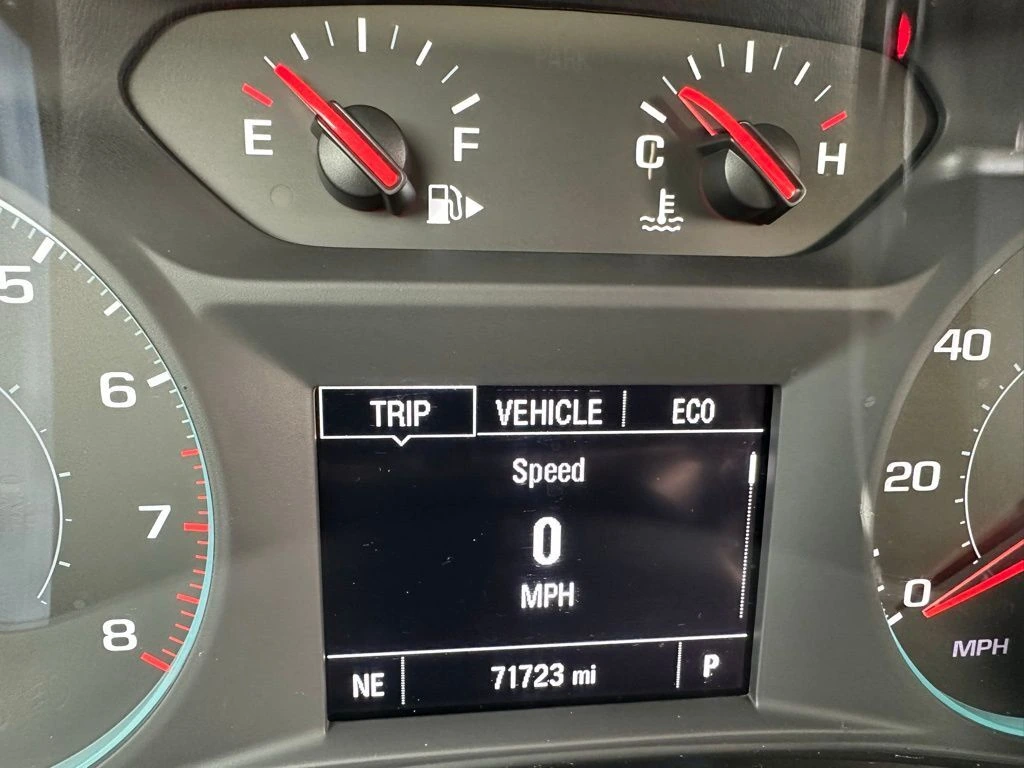 E F C H
5
6
7
8
TRIP VEHICLE ECO
Speed
0
MPH
NE 71723 mi P
40
20
0
MPH